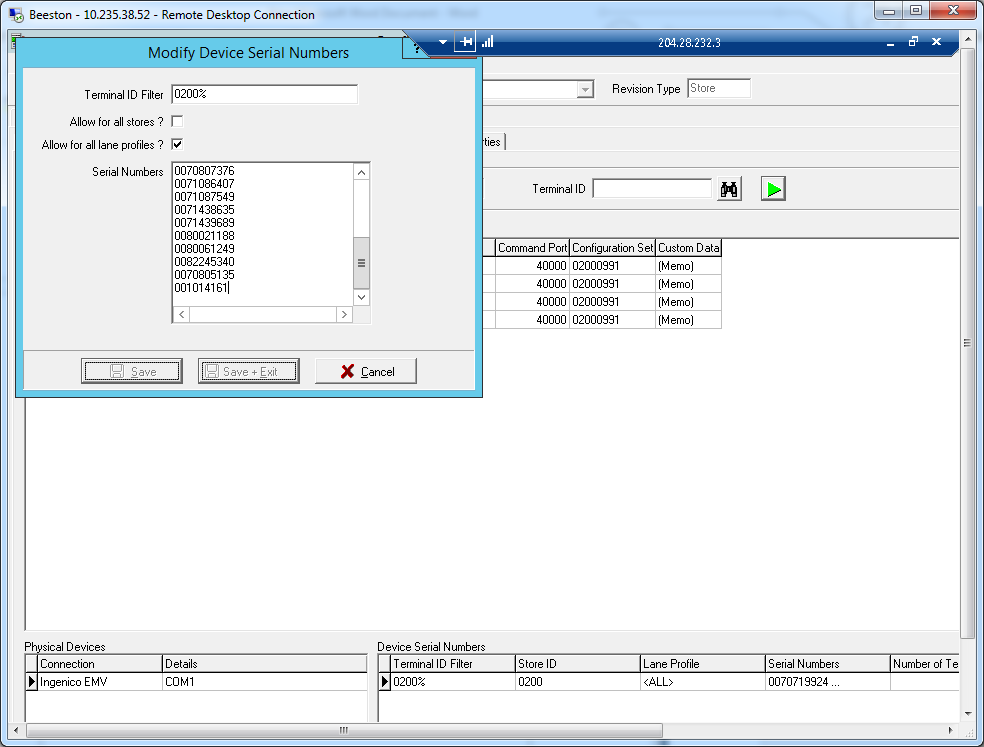 Beeston - 10.235.38.52 - Remote Desktop Connection
204.28.232.3
Modify Device Serial Numbers
?
Terminal ID Filter 0200%
Allow for all stores ?
Allow for all lane profiles ?
Serial Numbers
0070807376
0071086407
0071087549
0071438635
0071439689
0080021188
0080061249
0082245340
0070805135
001014161
Save
Save + Exit
Cancel
Revision Type Store
ties
Terminal ID
Command Port Configuration Set Custom Data
40000 02000991 (Memo)
40000 02000991 (Memo)
40000 02000991 (Memo)
40000 02000991 (Memo)
Physical Devices
Connection Details
Ingenico EMV COM1
Device Serial Numbers
Terminal ID Filter Store ID Lane Profile Serial Numbers Number of Te
0200% 0200 <ALL> 0070719924 ...